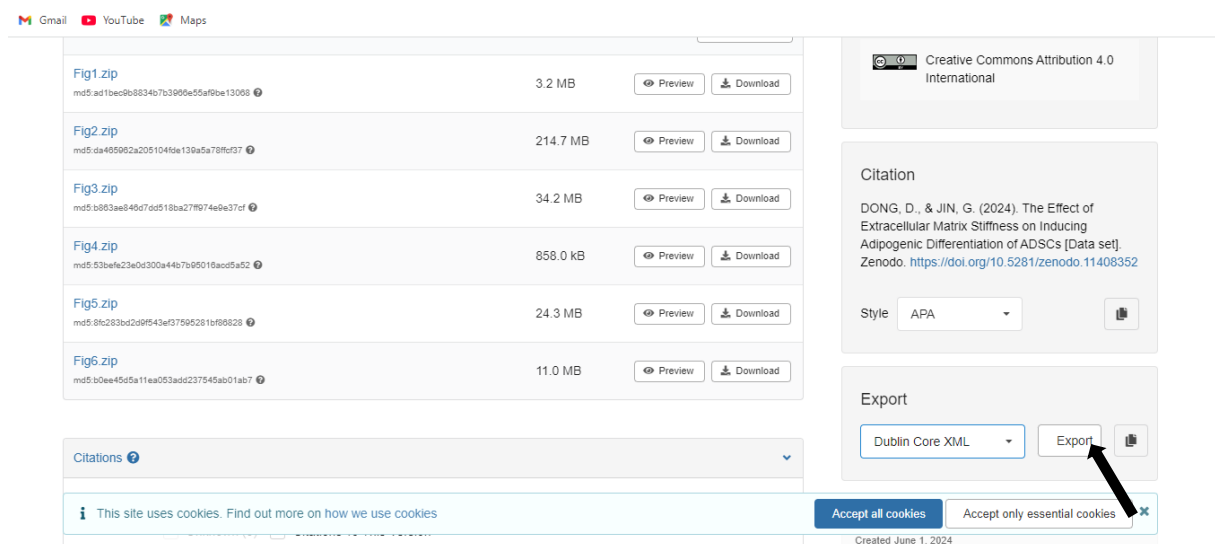 Gmail YouTube Maps
Fig1.zip
md5:ad1bec9b8834b7b3966e55af9be13068
3.2 MB Preview Download
Fig2.zip
md5:da465962a205104fde139a5a78ffcf37
214.7 MB Preview Download
Fig3.zip
md5:b863ae846d7dd518ba27ff974e9e37cf
34.2 MB Preview Download
Fig4.zip
md5:53befe23e0d300a44b7b95016acd5a52
858.0 kB Preview Download
Fig5.zip
md5:8fc283bd2d9f543ef37595281bf86828
24.3 MB Preview Download
Fig6.zip
md5:b0ee45d5a11ea053add237545ab01ab7
11.0 MB Preview Download
Citations
Creative Commons Attribution 4.0
International
Citation
DONG, D., & JIN, G. (2024). The Effect of
Extracellular Matrix Stiffness on Inducing
Adipogenic Differentiation of ADSCs [Data set].
Zenodo. https://doi.org/10.5281/zenodo.11408352
Style APA
Export
Dublin Core XML Export
This site uses cookies. Find out more on how we use cookies
Accept all cookies Accept only essential cookies
Created June 1, 2024